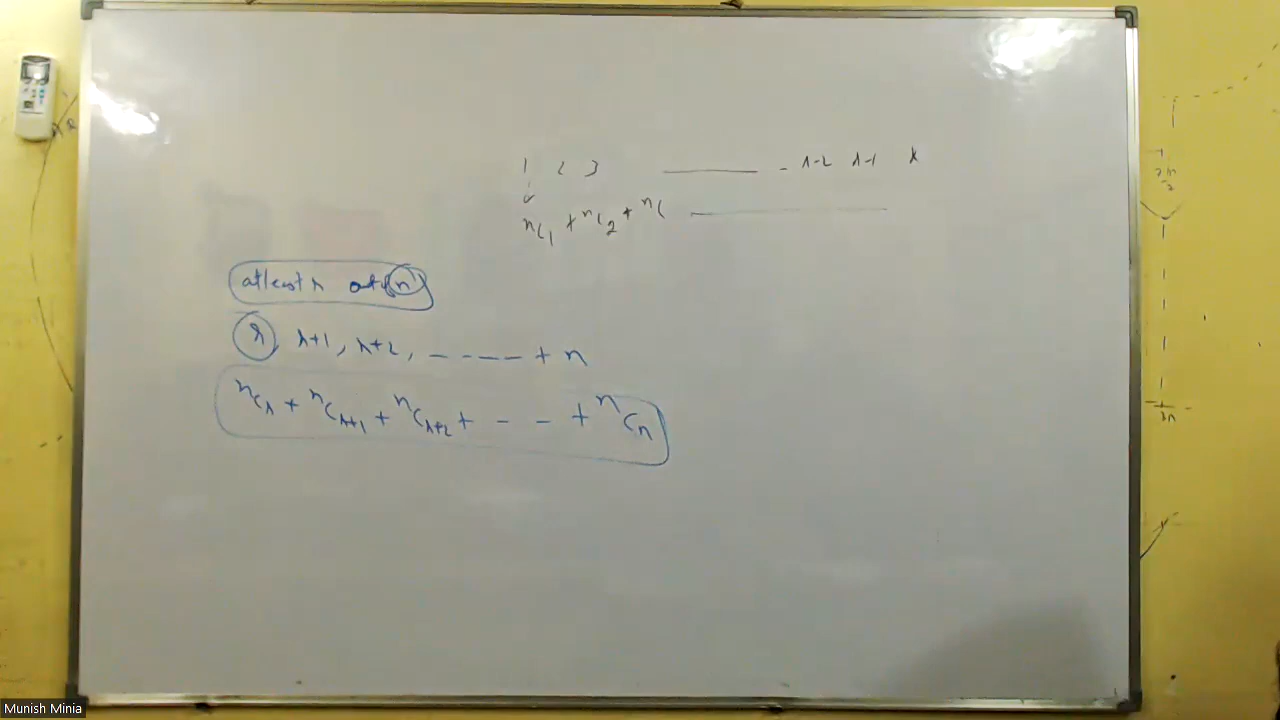 1 2 3 ———— - r-2 r-1 r
nC1 + nC2 + nC ————
atleast r out of n
r, r+1, r+2, - - - - - + n
nCr + nCr+1 + nCr+2 + - - + nCn
Munish Minia